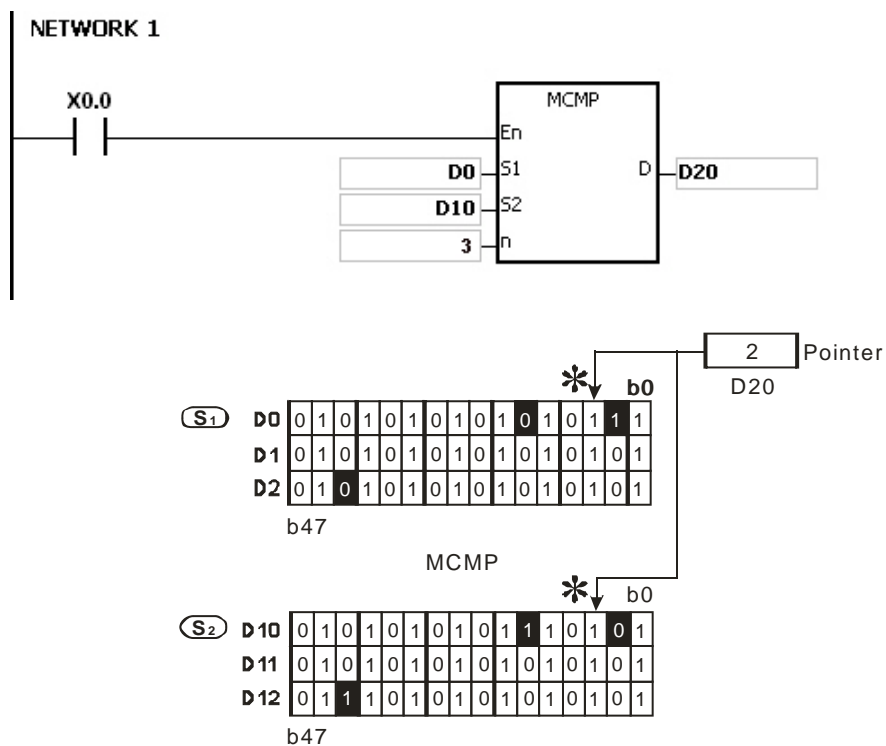 NETWORK 1
X0.0
MCMP
En
D0 S1 D D20
D10 S2
3 n
2 Pointer
D20
* b0
S1 D0 0 1 0 1 0 1 0 1 0 1 0 1 0 1 1 1
D1 0 1 0 1 0 1 0 1 0 1 0 1 0 1 0 1
D2 0 1 0 1 0 1 0 1 0 1 0 1 0 1 0 1
b47
MCMP
* b0
S2 D10 0 1 0 1 0 1 0 1 0 1 1 1 0 1 0 1
D11 0 1 0 1 0 1 0 1 0 1 0 1 0 1 0 1
D12 0 1 1 1 0 1 0 1 0 1 0 1 0 1 0 1
b47